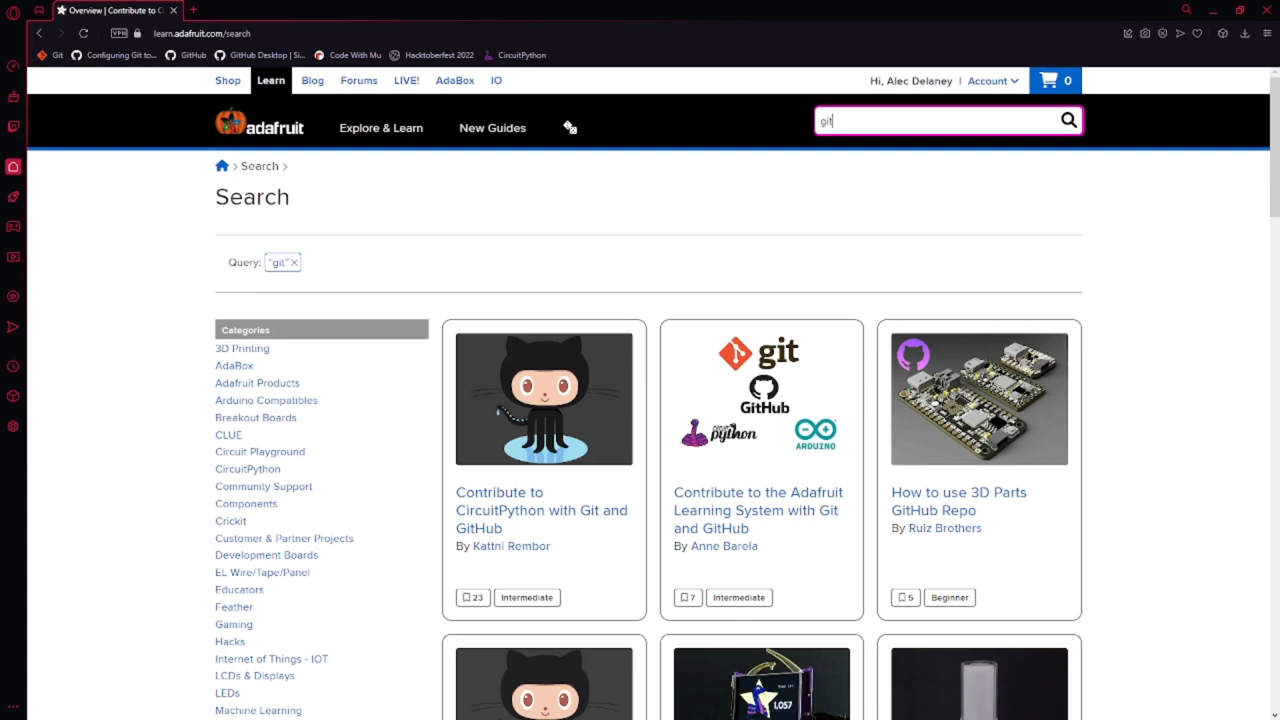 Overview | Contribute to C
VPN
learn.adafruit.com/search
Git
Configuring Git to...
GitHub
GitHub Desktop | Si...
Code With Mu
Hacktoberfest 2022
CircuitPython
Shop
Learn
Blog
Forums
LIVE!
AdaBox
IO
Hi, Alec Delaney | Account
0
adafruit
Explore & Learn
New Guides
git
> Search >
Search
Query: "git"
Categories
3D Printing
AdaBox
Adafruit Products
Arduino Compatibles
Breakout Boards
CLUE
Circuit Playground
CircuitPython
Community Support
Components
Crickit
Customer & Partner Projects
Development Boards
EL Wire/Tape/Panel
Educators
Feather
Gaming
Hacks
Internet of Things - IOT
LCDs & Displays
LEDs
Machine Learning
Contribute to
CircuitPython with Git and
GitHub
By Kattni Rembor
23
Intermediate
git
GitHub
python
ARDUINO
Contribute to the Adafruit
Learning System with Git
and GitHub
By Anne Barela
7
Intermediate
How to use 3D Parts
GitHub Repo
By Ruiz Brothers
5
Beginner
1,057